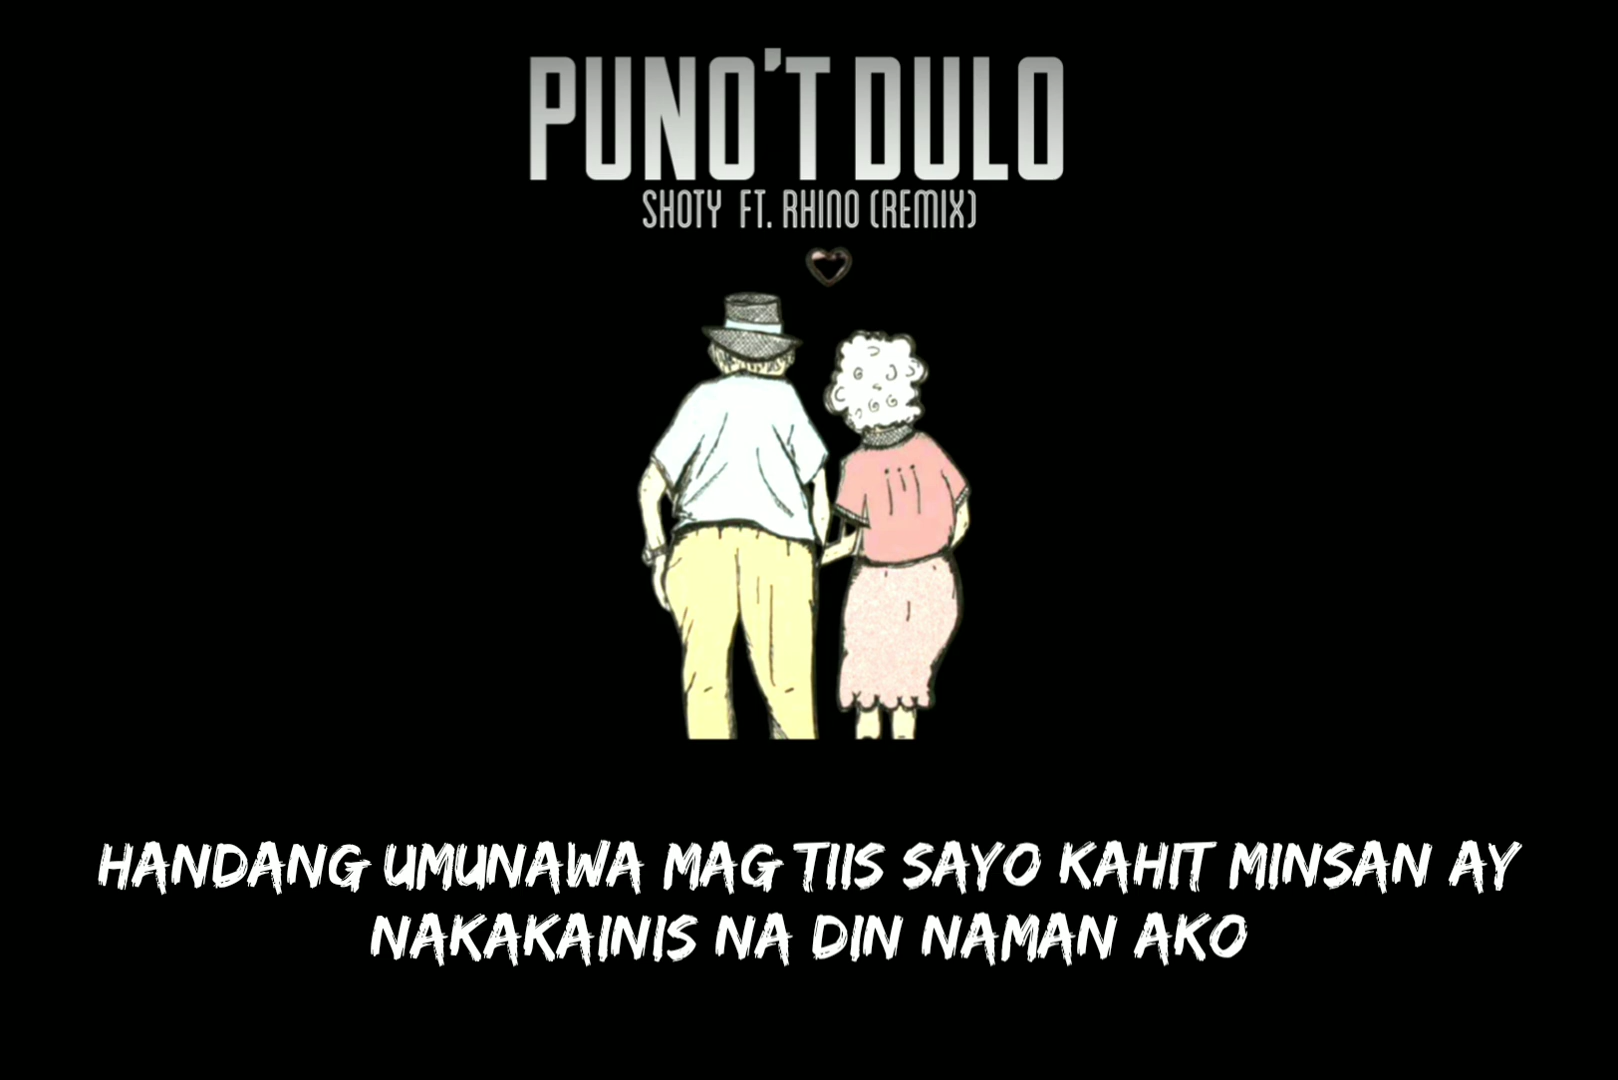 PUNO'T DULO
SHOTY FT. RHINO (REMIX)
HANDANG UMUNAWA MAG TIIS SAYO KAHIT MINSAN AY
NAKAKAINIS NA DIN NAMAN AKO